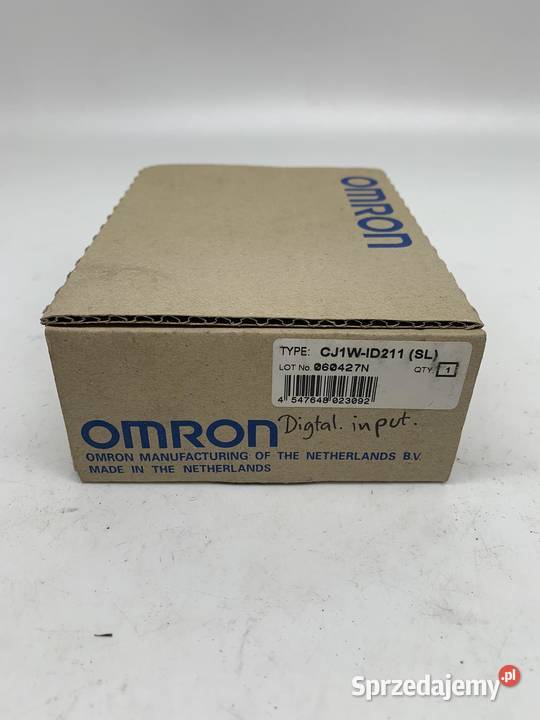 OMRON
TYPE: CJ1W-ID211 (SL)
LOT No. 060427N QTY. 1
4 547648 023092
OMRON Digtal. input.
OMRON MANUFACTURING OF THE NETHERLANDS B.V.
MADE IN THE NETHERLANDS
Sprzedajemy.pl